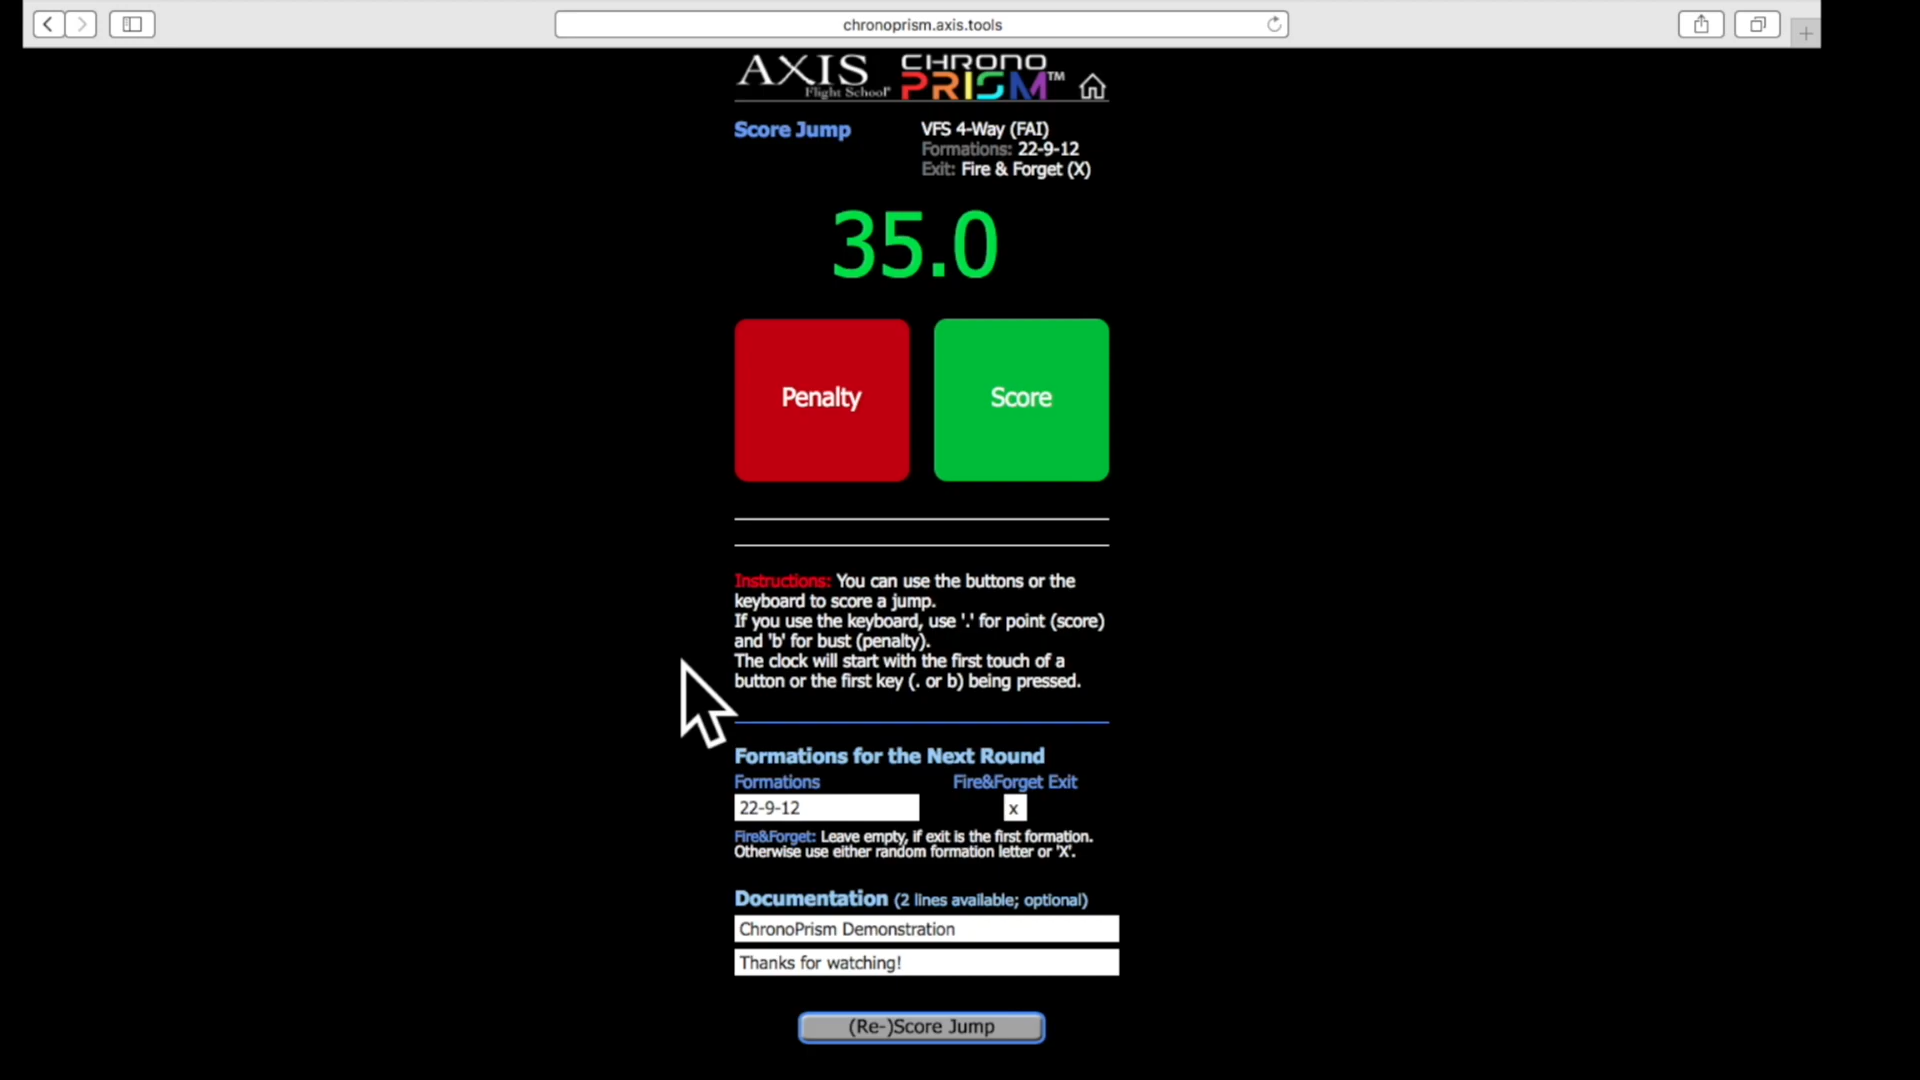 chronoprism.axis.tools
AXIS Flight School® CHRONO PRISM™
Score Jump
VFS 4-Way (FAI)
Formations: 22-9-12
Exit: Fire & Forget (X)
35.0
Penalty
Score
Instructions: You can use the buttons or the
keyboard to score a jump.
If you use the keyboard, use '.' for point (score)
and 'b' for bust (penalty).
The clock will start with the first touch of a
button or the first key (. or b) being pressed.
Formations for the Next Round
Formations
Fire&Forget Exit
22-9-12
x
Fire&Forget: Leave empty, if exit is the first formation.
Otherwise use either random formation letter or 'X'.
Documentation (2 lines available; optional)
ChronoPrism Demonstration
Thanks for watching!
(Re-)Score Jump